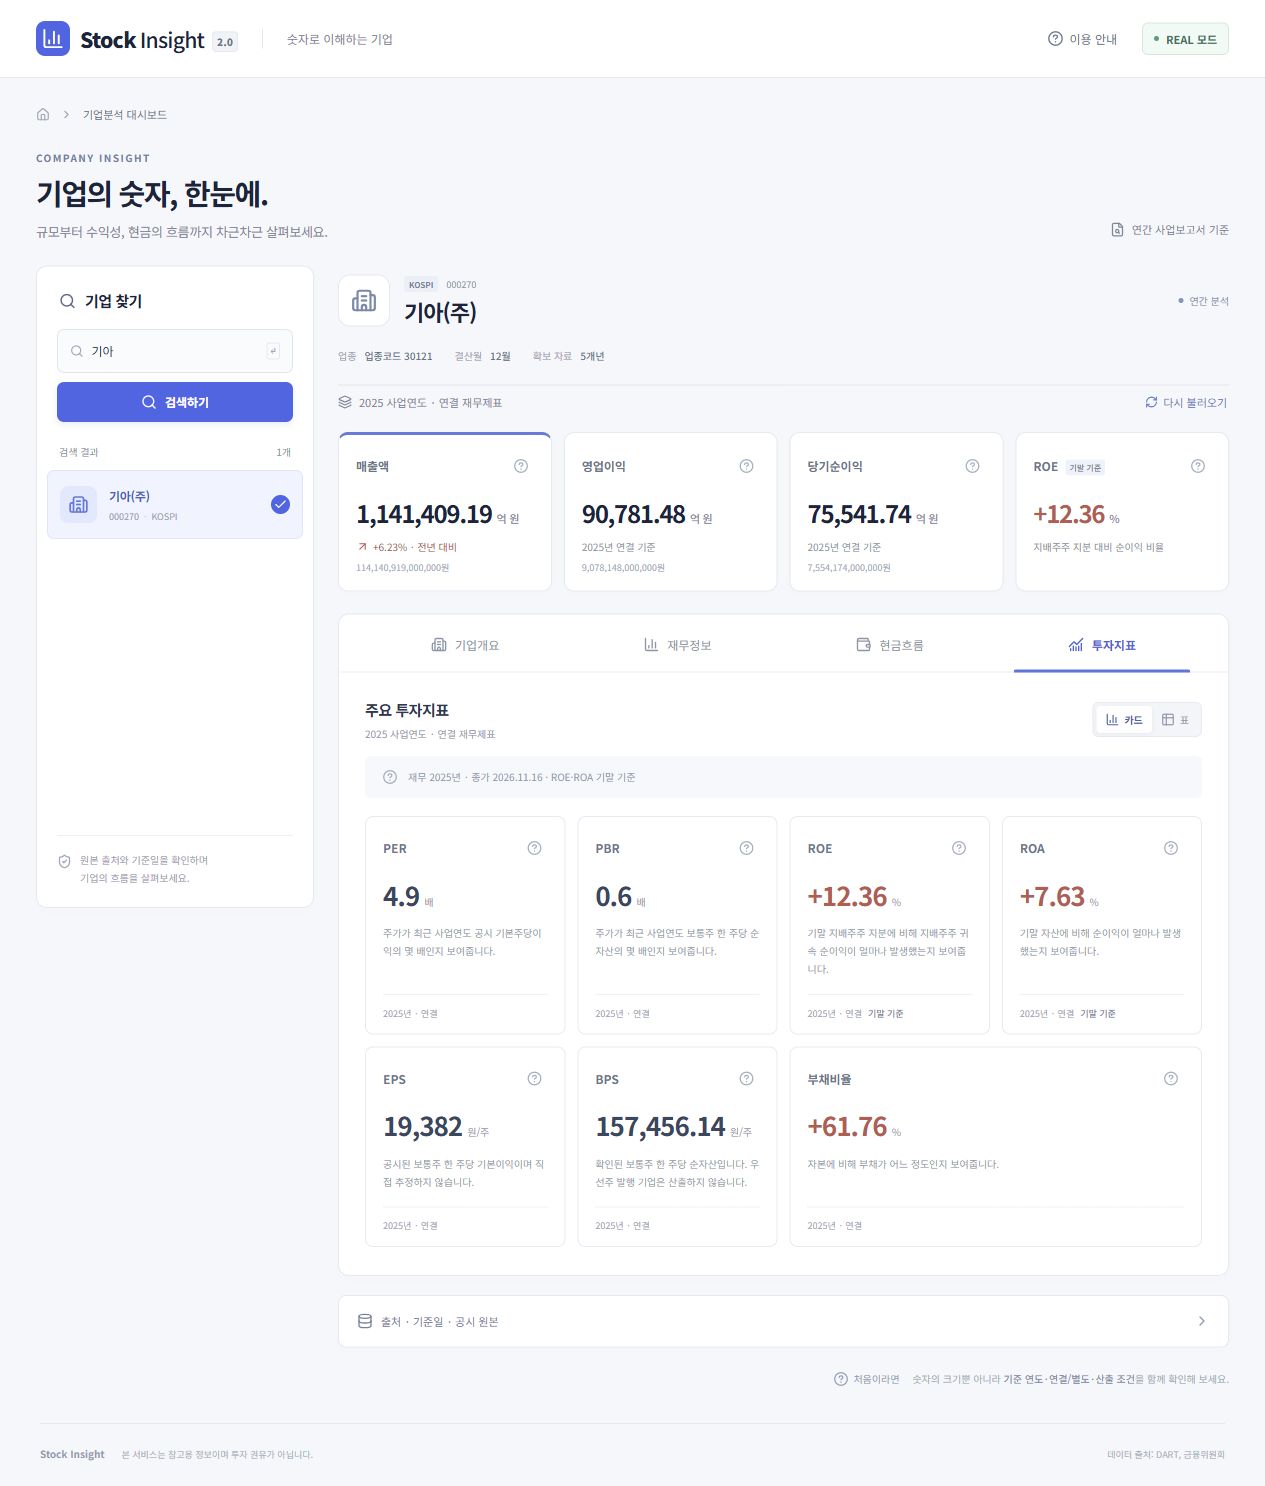 Stock Insight 2.0
숫자로 이해하는 기업
이용 안내
REAL 모드
기업분석 대시보드
COMPANY INSIGHT
기업의 숫자, 한눈에.
규모부터 수익성, 현금의 흐름까지 차근차근 살펴보세요.
연간 사업보고서 기준
기업 찾기
기아
검색하기
검색 결과
1개
기아(주)
000270 · KOSPI
원본 출처와 기준일을 확인하며
기업의 흐름을 살펴보세요.
KOSPI 000270
기아(주)
연간 분석
업종 업종코드 30121 결산월 12월 확보 자료 5개년
2025 사업연도 · 연결 재무제표
다시 불러오기
매출액
1,141,409.19 억 원
+6.23% · 전년 대비
114,140,919,000,000원
영업이익
90,781.48 억 원
2025년 연결 기준
9,078,148,000,000원
당기순이익
75,541.74 억 원
2025년 연결 기준
7,554,174,000,000원
ROE 기말 기준
+12.36 %
지배주주 지분 대비 순이익 비율
기업개요
재무정보
현금흐름
투자지표
주요 투자지표
2025 사업연도 · 연결 재무제표
카드
표
재무 2025년 · 종가 2026.11.16 · ROE·ROA 기말 기준
PER
4.9 배
주가가 최근 사업연도 공시 기본주당이
익의 몇 배인지 보여줍니다.
2025년 · 연결
PBR
0.6 배
주가가 최근 사업연도 보통주 한 주당 순
자산의 몇 배인지 보여줍니다.
2025년 · 연결
ROE
+12.36 %
기말 지배주주 지분에 비해 지배주주 귀
속 순이익이 얼마나 발생했는지 보여줍
니다.
2025년 · 연결 기말 기준
ROA
+7.63 %
기말 자산에 비해 순이익이 얼마나 발생
했는지 보여줍니다.
2025년 · 연결 기말 기준
EPS
19,382 원/주
공시된 보통주 한 주당 기본이익이며 직
접 추정하지 않습니다.
2025년 · 연결
BPS
157,456.14 원/주
확인된 보통주 한 주당 순자산입니다. 우
선주 발행 기업은 산출하지 않습니다.
2025년 · 연결
부채비율
+61.76 %
자본에 비해 부채가 어느 정도인지 보여줍니다.
2025년 · 연결
출처 · 기준일 · 공시 원본
처음이라면 숫자의 크기뿐 아니라 기준 연도·연결/별도·산출 조건을 함께 확인해 보세요.
Stock Insight 본 서비스는 참고용 정보이며 투자 권유가 아닙니다.
데이터 출처: DART, 금융위원회